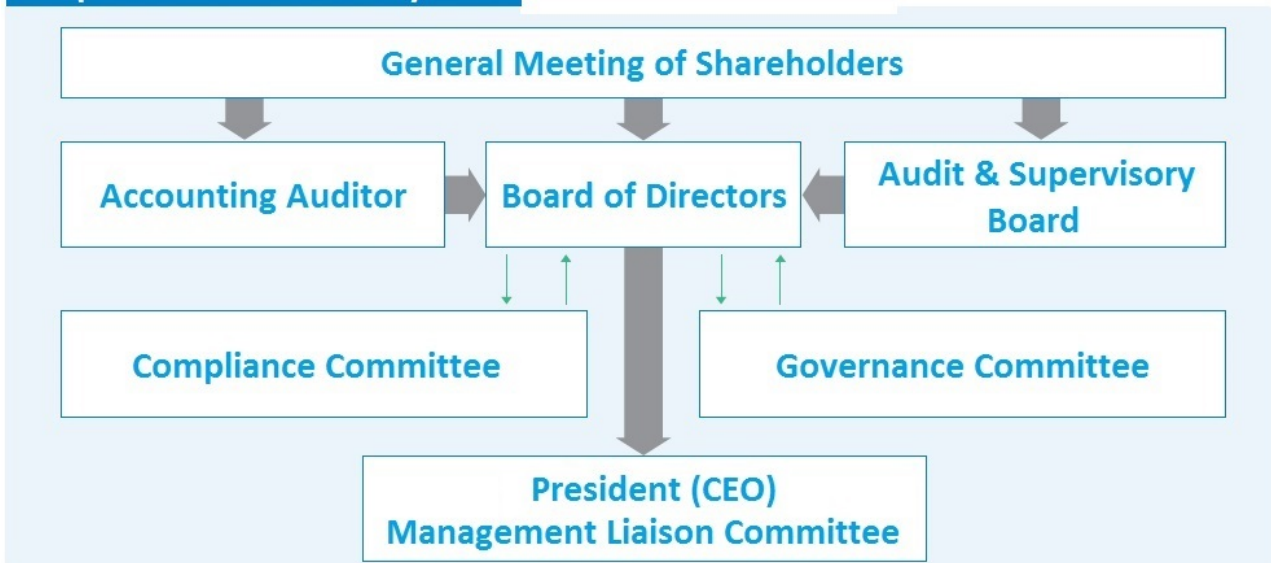 General Meeting of Shareholders
Accounting Auditor
Board of Directors
Audit & Supervisory
Board
Compliance Committee
Governance Committee
President (CEO)
Management Liaison Committee